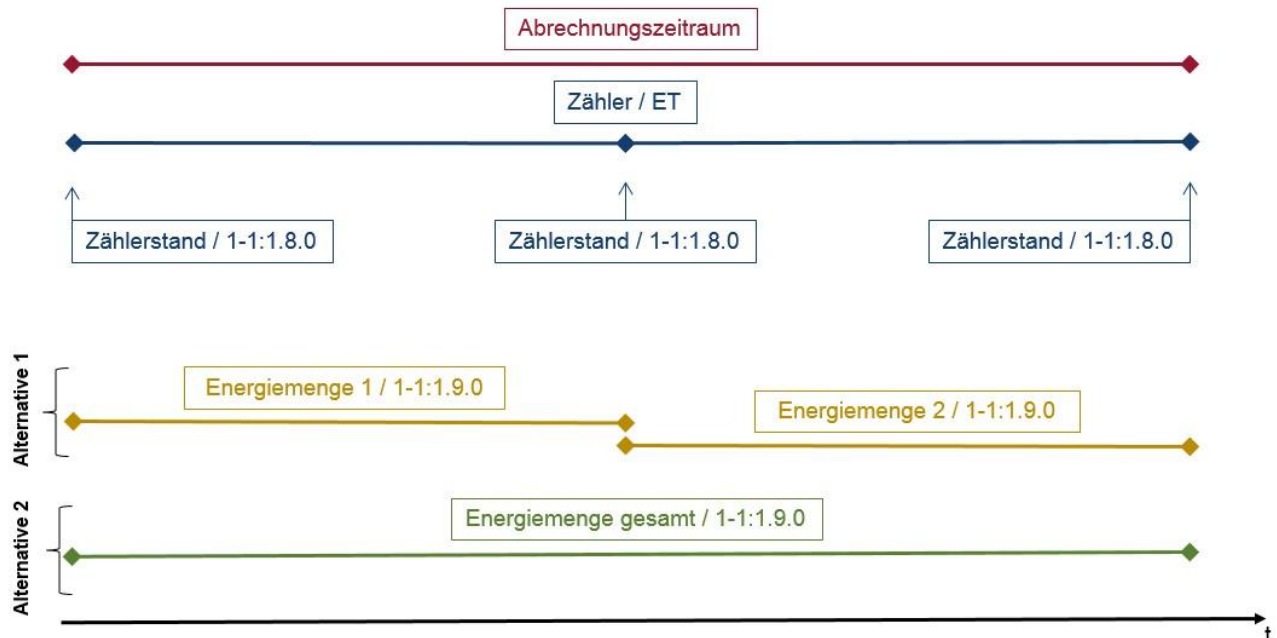 Abrechnungszeitraum
Zähler / ET
Zählerstand / 1-1:1.8.0
Zählerstand / 1-1:1.8.0
Zählerstand / 1-1:1.8.0
Alternative 1
Energiemenge 1 / 1-1:1.9.0
Energiemenge 2 / 1-1:1.9.0
Alternative 2
Energiemenge gesamt / 1-1:1.9.0
t